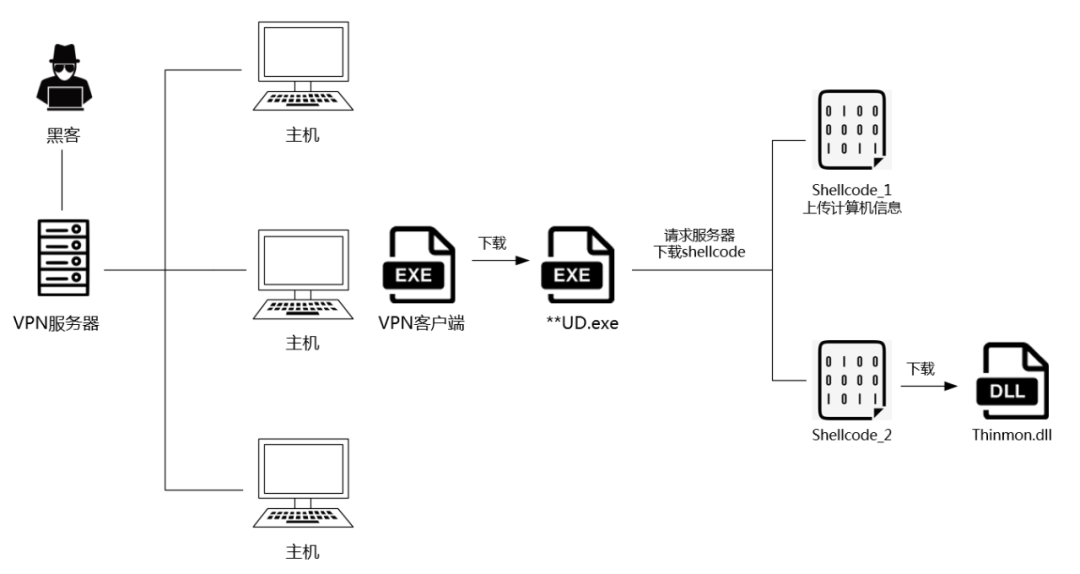 黑客
VPN服务器
主机
主机
主机
EXE
VPN客户端
下载
EXE
**UD.exe
请求服务器
下载shellcode
0 1 0 0
0 0 0 0
1 0 1 1
Shellcode_1
上传计算机信息
0 1 0 0
0 0 0 0
1 0 1 1
Shellcode_2
下载
DLL
Thinmon.dll